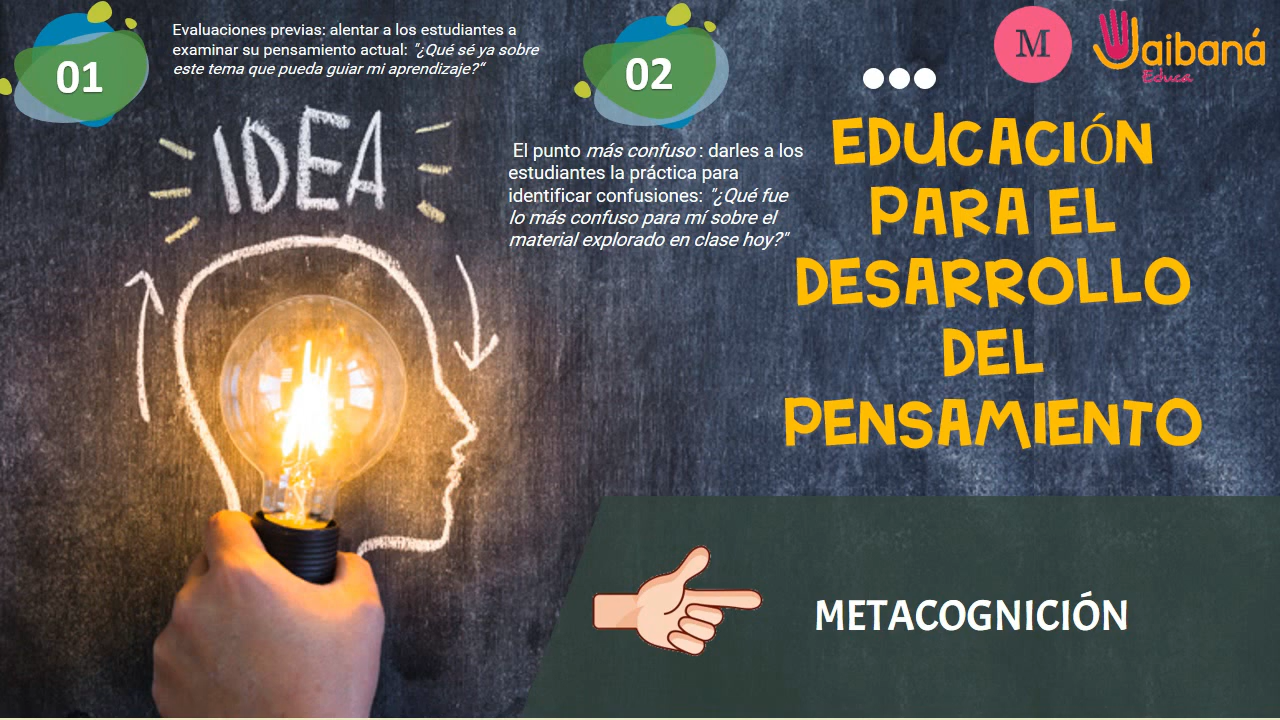 01
Evaluaciones previas: alentar a los estudiantes a
examinar su pensamiento actual: "¿Qué sé ya sobre
este tema que pueda guiar mi aprendizaje?“
02
El punto más confuso : darles a los
estudiantes la práctica para
identificar confusiones: "¿Qué fue
lo más confuso para mí sobre el
material explorado en clase hoy?"
M
Jaibaná
Educa
IDEA
EDUCACIÓN
PARA EL
DESARROLLO
DEL
PENSAMIENTO
METACOGNICIÓN